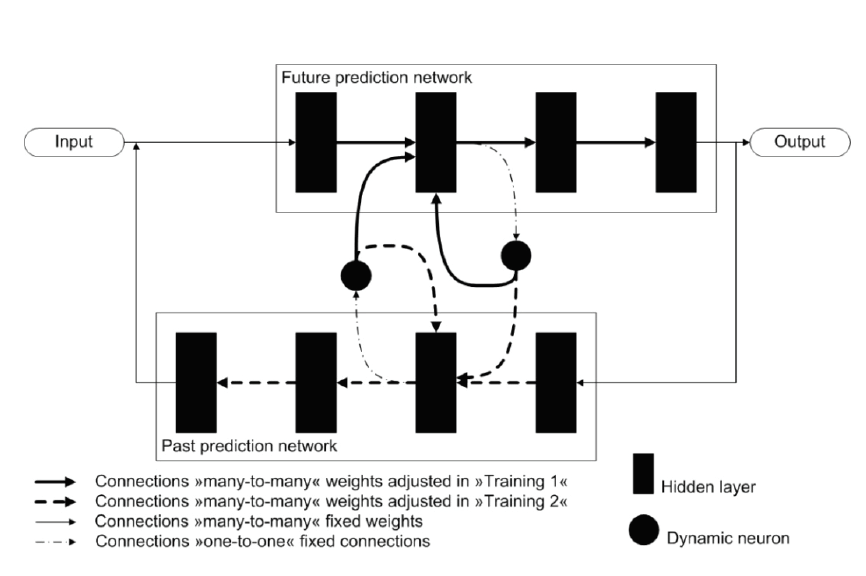 Future prediction network
Input
Output
Past prediction network
Connections »many-to-many« weights adjusted in »Training 1«
Connections »many-to-many« weights adjusted in »Training 2«
Connections »many-to-many« fixed weights
Connections »one-to-one« fixed connections
Hidden layer
Dynamic neuron